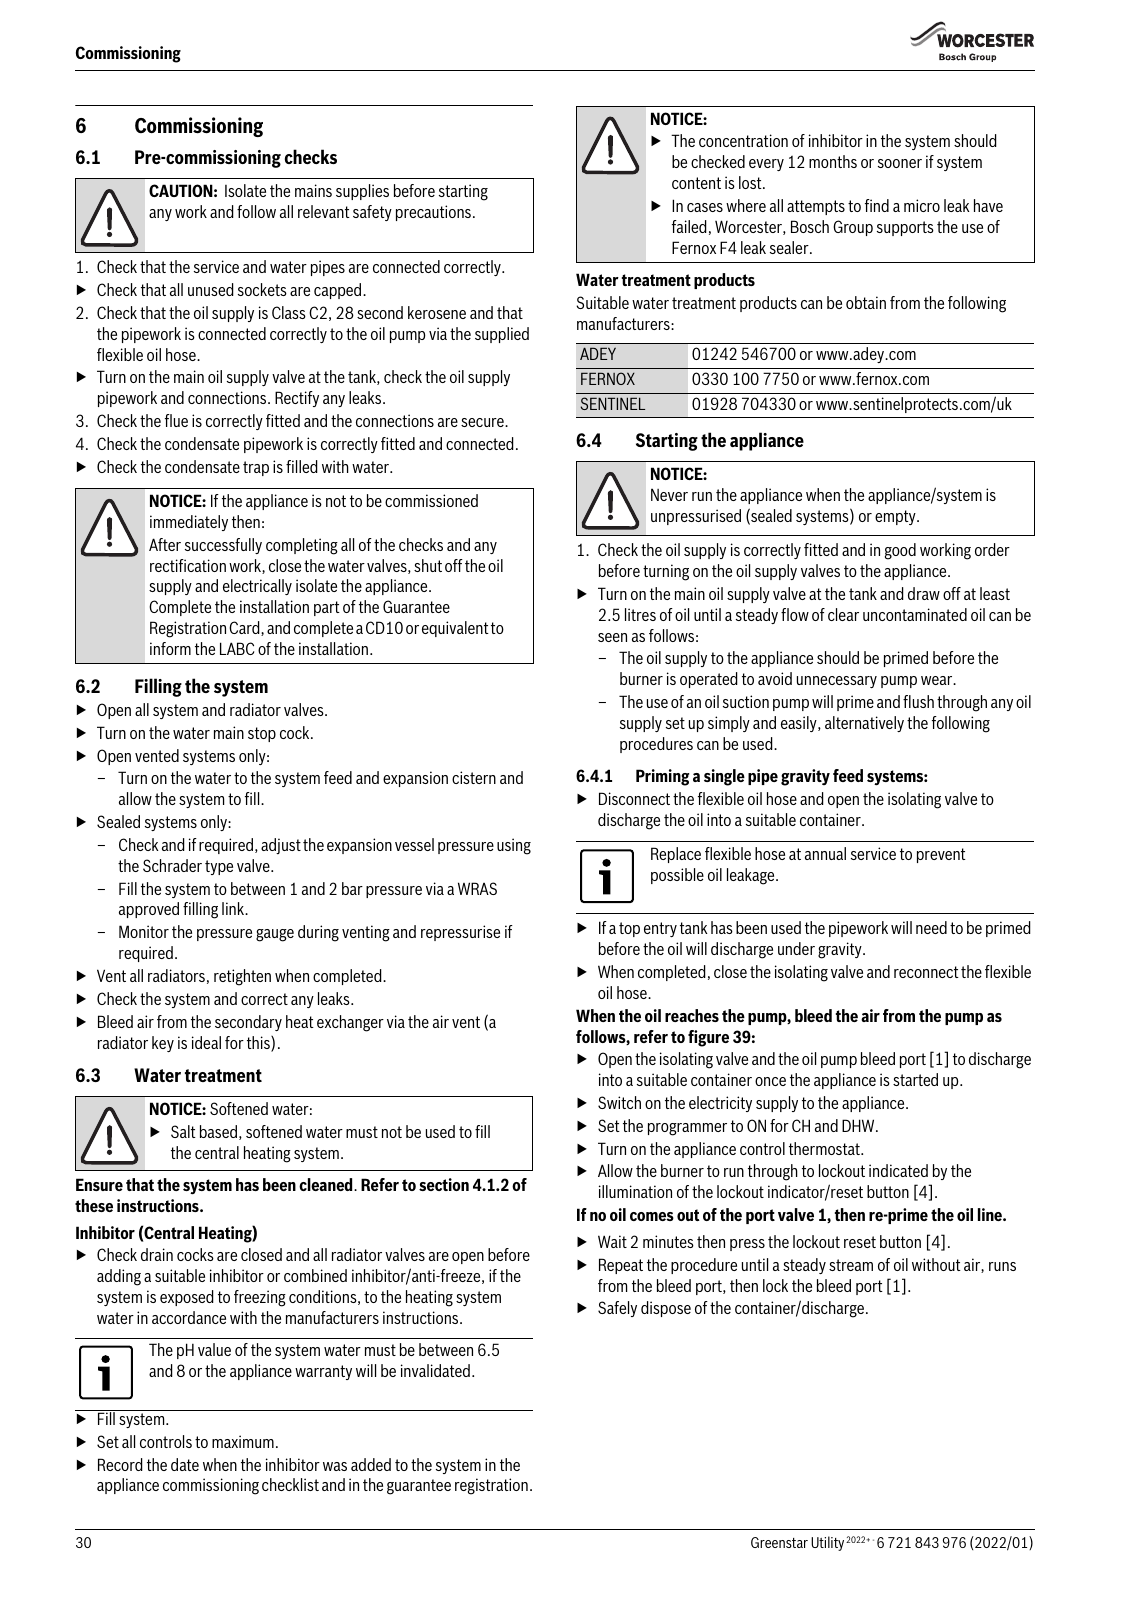 Commissioning
WORCESTER
Bosch Group
6 Commissioning
6.1 Pre-commissioning checks
CAUTION: Isolate the mains supplies before starting
any work and follow all relevant safety precautions.
1. Check that the service and water pipes are connected correctly.
▶ Check that all unused sockets are capped.
2. Check that the oil supply is Class C2, 28 second kerosene and that
the pipework is connected correctly to the oil pump via the supplied
flexible oil hose.
▶ Turn on the main oil supply valve at the tank, check the oil supply
pipework and connections. Rectify any leaks.
3. Check the flue is correctly fitted and the connections are secure.
4. Check the condensate pipework is correctly fitted and connected.
▶ Check the condensate trap is filled with water.
NOTICE: If the appliance is not to be commissioned
immediately then:
After successfully completing all of the checks and any
rectification work, close the water valves, shut off the oil
supply and electrically isolate the appliance.
Complete the installation part of the Guarantee
Registration Card, and complete a CD10 or equivalent to
inform the LABC of the installation.
6.2 Filling the system
▶ Open all system and radiator valves.
▶ Turn on the water main stop cock.
▶ Open vented systems only:
– Turn on the water to the system feed and expansion cistern and
allow the system to fill.
▶ Sealed systems only:
– Check and if required, adjust the expansion vessel pressure using
the Schrader type valve.
– Fill the system to between 1 and 2 bar pressure via a WRAS
approved filling link.
– Monitor the pressure gauge during venting and repressurise if
required.
▶ Vent all radiators, retighten when completed.
▶ Check the system and correct any leaks.
▶ Bleed air from the secondary heat exchanger via the air vent (a
radiator key is ideal for this).
6.3 Water treatment
NOTICE: Softened water:
▶ Salt based, softened water must not be used to fill
the central heating system.
Ensure that the system has been cleaned. Refer to section 4.1.2 of
these instructions.
Inhibitor (Central Heating)
▶ Check drain cocks are closed and all radiator valves are open before
adding a suitable inhibitor or combined inhibitor/anti-freeze, if the
system is exposed to freezing conditions, to the heating system
water in accordance with the manufacturers instructions.
The pH value of the system water must be between 6.5
and 8 or the appliance warranty will be invalidated.
▶ Fill system.
▶ Set all controls to maximum.
▶ Record the date when the inhibitor was added to the system in the
appliance commissioning checklist and in the guarantee registration.
NOTICE:
▶ The concentration of inhibitor in the system should
be checked every 12 months or sooner if system
content is lost.
▶ In cases where all attempts to find a micro leak have
failed, Worcester, Bosch Group supports the use of
Fernox F4 leak sealer.
Water treatment products
Suitable water treatment products can be obtain from the following
manufacturers:
ADEY 01242 546700 or www.adey.com
FERNOX 0330 100 7750 or www.fernox.com
SENTINEL 01928 704330 or www.sentinelprotects.com/uk
6.4 Starting the appliance
NOTICE:
Never run the appliance when the appliance/system is
unpressurised (sealed systems) or empty.
1. Check the oil supply is correctly fitted and in good working order
before turning on the oil supply valves to the appliance.
▶ Turn on the main oil supply valve at the tank and draw off at least
2.5 litres of oil until a steady flow of clear uncontaminated oil can be
seen as follows:
– The oil supply to the appliance should be primed before the
burner is operated to avoid unnecessary pump wear.
– The use of an oil suction pump will prime and flush through any oil
supply set up simply and easily, alternatively the following
procedures can be used.
6.4.1 Priming a single pipe gravity feed systems:
▶ Disconnect the flexible oil hose and open the isolating valve to
discharge the oil into a suitable container.
Replace flexible hose at annual service to prevent
possible oil leakage.
▶ If a top entry tank has been used the pipework will need to be primed
before the oil will discharge under gravity.
▶ When completed, close the isolating valve and reconnect the flexible
oil hose.
When the oil reaches the pump, bleed the air from the pump as
follows, refer to figure 39:
▶ Open the isolating valve and the oil pump bleed port [1] to discharge
into a suitable container once the appliance is started up.
▶ Switch on the electricity supply to the appliance.
▶ Set the programmer to ON for CH and DHW.
▶ Turn on the appliance control thermostat.
▶ Allow the burner to run through to lockout indicated by the
illumination of the lockout indicator/reset button [4].
If no oil comes out of the port valve 1, then re-prime the oil line.
▶ Wait 2 minutes then press the lockout reset button [4].
▶ Repeat the procedure until a steady stream of oil without air, runs
from the bleed port, then lock the bleed port [1].
▶ Safely dispose of the container/discharge.
30
Greenstar Utility 2022+ · 6 721 843 976 (2022/01)